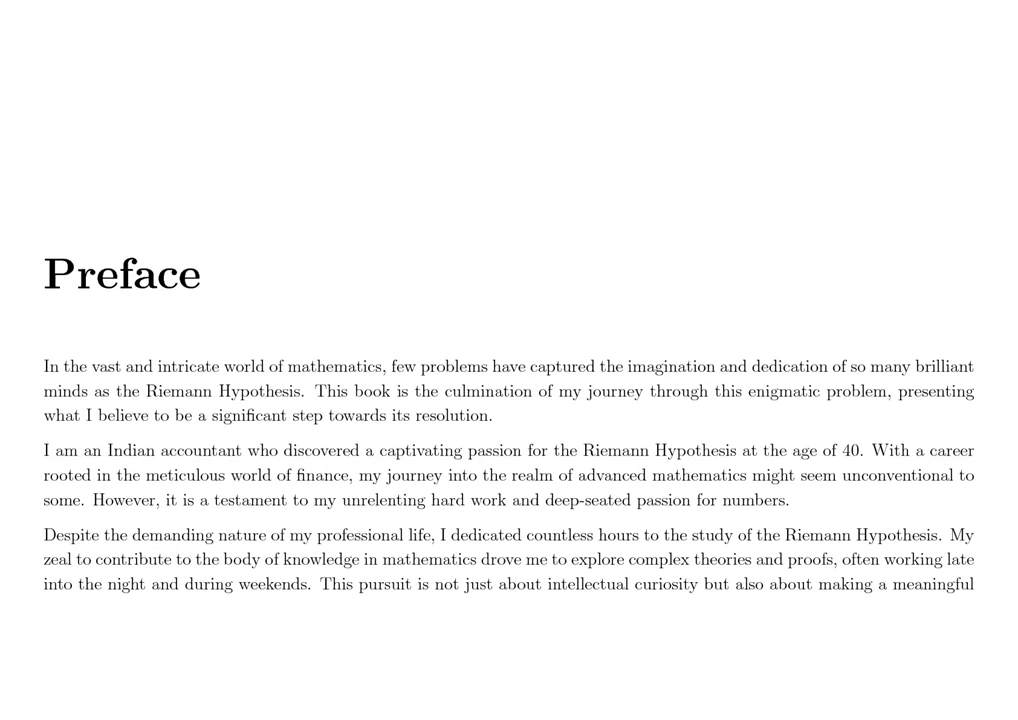 Preface
In the vast and intricate world of mathematics, few problems have captured the imagination and dedication of so many brilliant
minds as the Riemann Hypothesis. This book is the culmination of my journey through this enigmatic problem, presenting
what I believe to be a significant step towards its resolution.
I am an Indian accountant who discovered a captivating passion for the Riemann Hypothesis at the age of 40. With a career
rooted in the meticulous world of finance, my journey into the realm of advanced mathematics might seem unconventional to
some. However, it is a testament to my unrelenting hard work and deep-seated passion for numbers.
Despite the demanding nature of my professional life, I dedicated countless hours to the study of the Riemann Hypothesis. My
zeal to contribute to the body of knowledge in mathematics drove me to explore complex theories and proofs, often working late
into the night and during weekends. This pursuit is not just about intellectual curiosity but also about making a meaningful